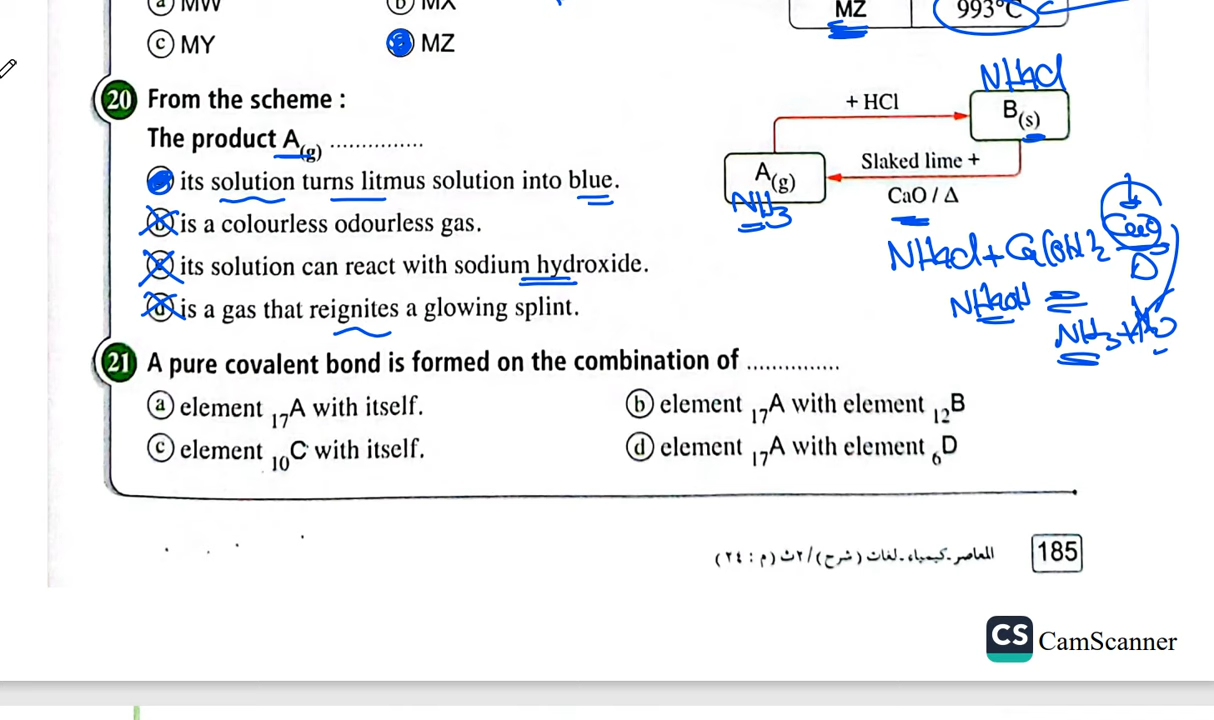 a MW b MX
MZ 993°C
c MY d MZ
NH4Cl
20 From the scheme :
+ HCl
B(s)
The product A(g) ...............
Slaked lime +
A(g)
CaO / Δ
NH3
a its solution turns litmus solution into blue.
b is a colourless odourless gas.
c its solution can react with sodium hydroxide.
d is a gas that reignites a glowing splint.
NH4Cl + Ca(OH)2
CaO
Δ
NH4OH
NH3 + H2O
21 A pure covalent bond is formed on the combination of ...............
a element 17A with itself. b element 17A with element 12B
c element 10C with itself. d element 17A with element 6D
المعاصر - كيمياء - لغات (شرح) / ٢ ث (م : ٢٤) 185
CS CamScanner